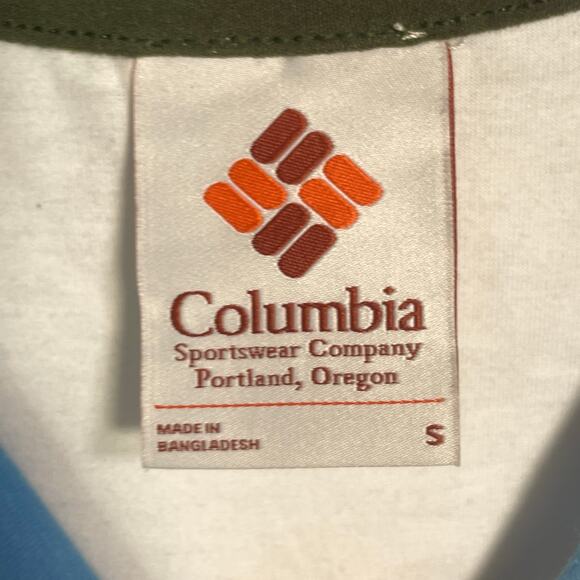 Columbia
Sportswear Company
Portland, Oregon
MADE IN
BANGLADESH
S